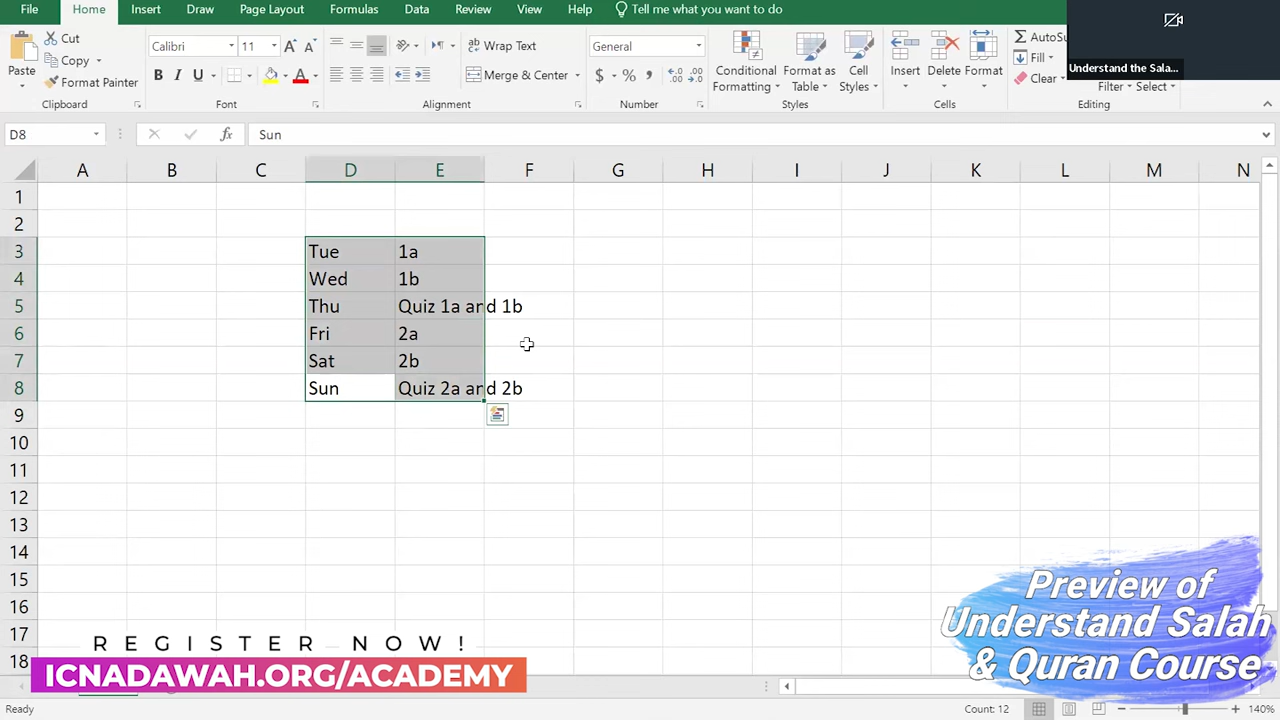 File Home Insert Draw Page Layout Formulas Data Review View Help Tell me what you want to do
Understand the Sala...
Paste Cut Copy Format Painter
Calibri 11
B I U A
Wrap Text
Merge & Center
General
$ % ,
Conditional Formatting
Format as Table
Cell Styles
Insert Delete Format
AutoSu
Fill
Clear
Filter Select
Clipboard Font Alignment Number Styles Cells Editing
D8 fx Sun
A B C D E F G H I J K L M N
1
2
3 Tue 1a
4 Wed 1b
5 Thu Quiz 1a and 1b
6 Fri 2a
7 Sat 2b
8 Sun Quiz 2a and 2b
9
10
11
12
13
14
15
16
17
18
Preview of
Understand Salah
& Quran Course
REGISTER NOW!
ICNADAWAH.ORG/ACADEMY
Ready Count: 12 140%